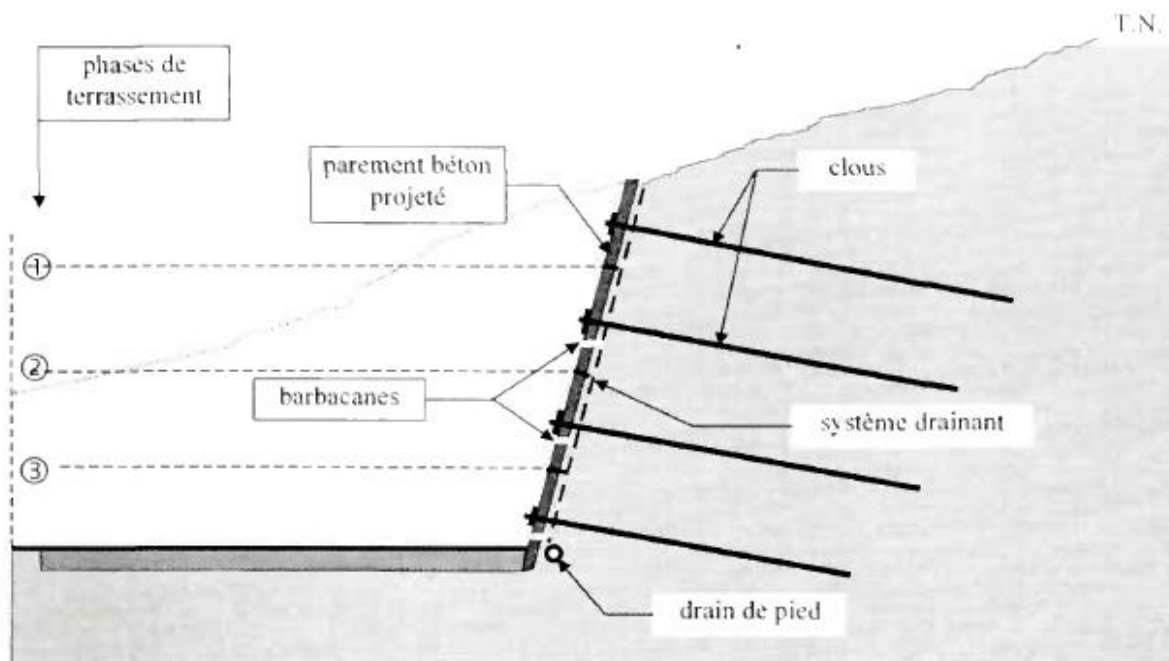 T.N.
phases de
terrassement
parement béton
projeté
clous
①
②
barbacanes
système drainant
③
drain de pied